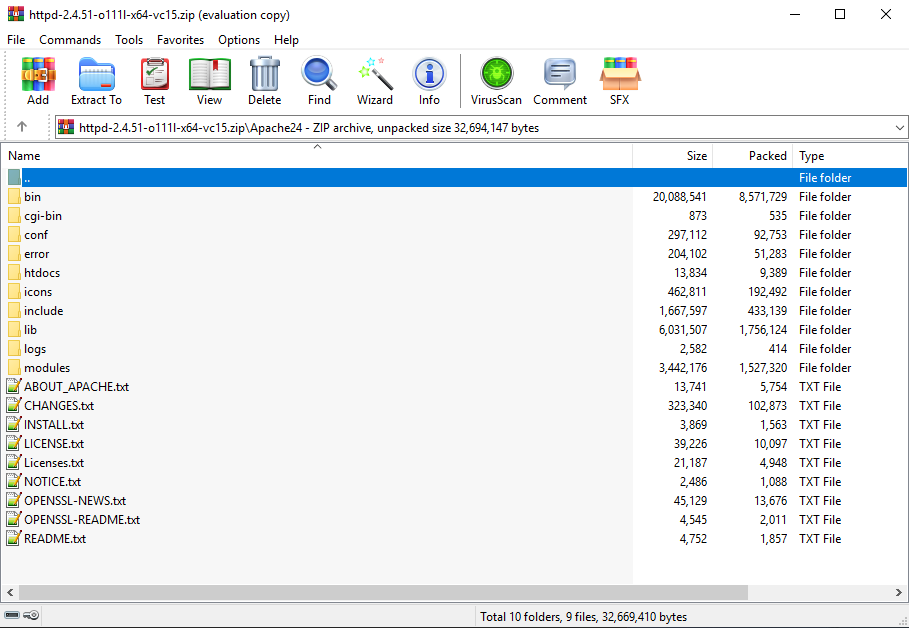 httpd-2.4.51-o111l-x64-vc15.zip (evaluation copy)
File Commands Tools Favorites Options Help
Add Extract To Test View Delete Find Wizard Info VirusScan Comment SFX
httpd-2.4.51-o111l-x64-vc15.zip\Apache24 - ZIP archive, unpacked size 32,694,147 bytes
Name Size Packed Type
.. File folder
bin 20,088,541 8,571,729 File folder
cgi-bin 873 535 File folder
conf 297,112 92,753 File folder
error 204,102 51,283 File folder
htdocs 13,834 9,389 File folder
icons 462,811 192,492 File folder
include 1,667,597 433,139 File folder
lib 6,031,507 1,756,124 File folder
logs 2,582 414 File folder
modules 3,442,176 1,527,320 File folder
ABOUT_APACHE.txt 13,741 5,754 TXT File
CHANGES.txt 323,340 102,873 TXT File
INSTALL.txt 3,869 1,563 TXT File
LICENSE.txt 39,226 10,097 TXT File
Licenses.txt 21,187 4,948 TXT File
NOTICE.txt 2,486 1,088 TXT File
OPENSSL-NEWS.txt 45,129 13,676 TXT File
OPENSSL-README.txt 4,545 2,011 TXT File
README.txt 4,752 1,857 TXT File
Total 10 folders, 9 files, 32,669,410 bytes